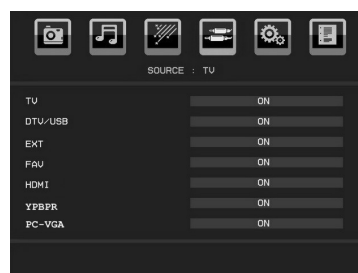 SOURCE : TV
TV ON
DTV/USB ON
EXT ON
FAV ON
HDMI ON
YPBPR ON
PC-VGA ON